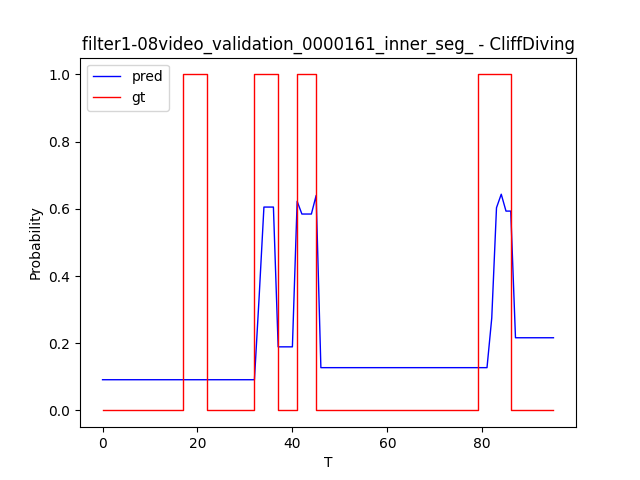 filter1-08video_validation_0000161_inner_seg_ - CliffDiving
pred
gt
1.0
0.8
0.6
0.4
0.2
0.0
Probability
0
20
40
60
80
T